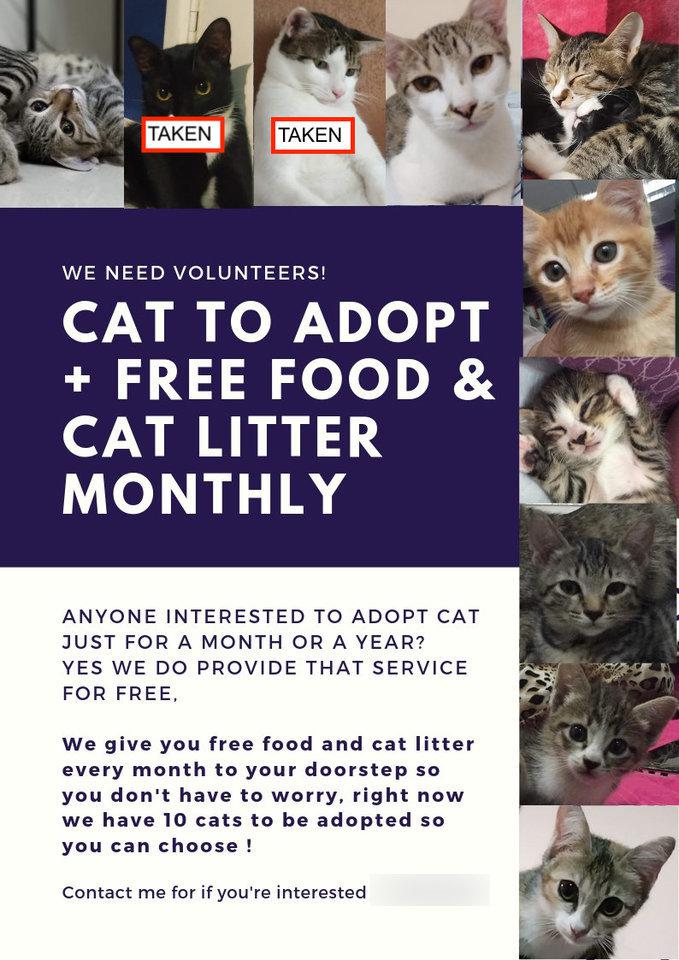 TAKEN
TAKEN
WE NEED VOLUNTEERS!
CAT TO ADOPT
+ FREE FOOD &
CAT LITTER
MONTHLY
ANYONE INTERESTED TO ADOPT CAT
JUST FOR A MONTH OR A YEAR?
YES WE DO PROVIDE THAT SERVICE
FOR FREE,
We give you free food and cat litter
every month to your doorstep so
you don't have to worry, right now
we have 10 cats to be adopted so
you can choose !
Contact me for if you're interested